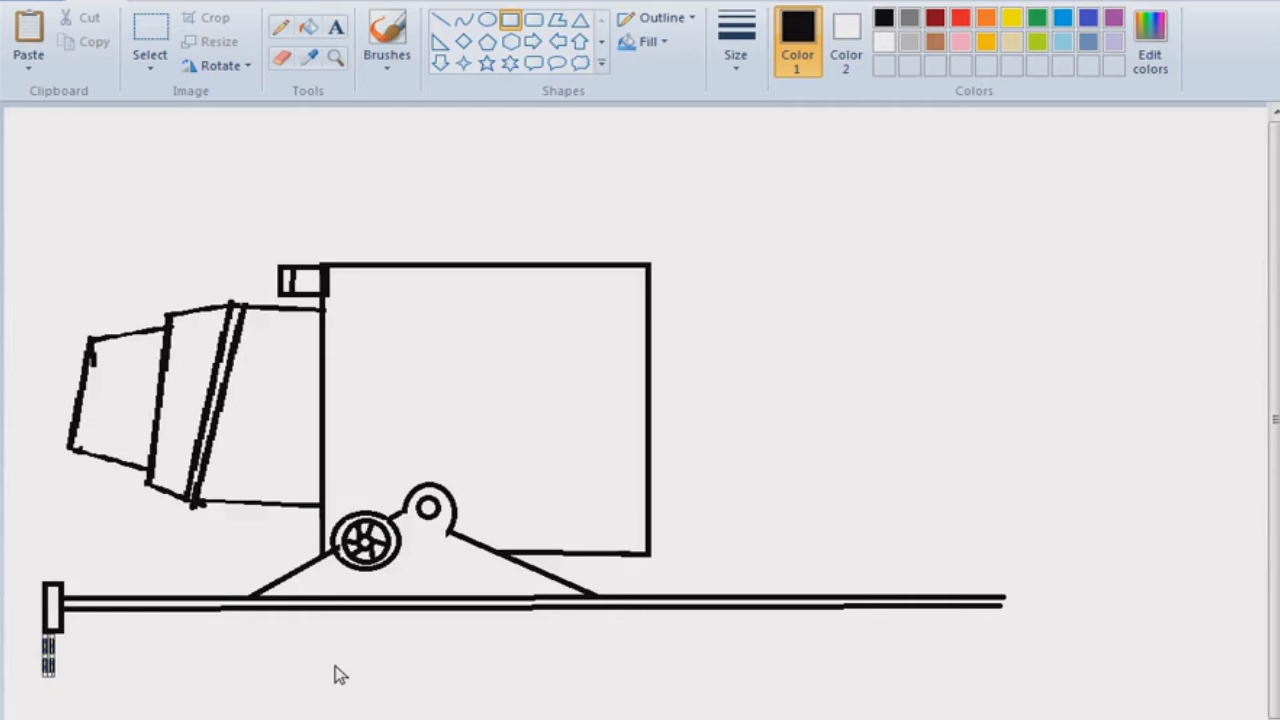 Cut
Crop
Outline
Copy
Resize
Fill
Paste
Select
Rotate
Brushes
Size
Color
1
Color
2
Edit
colors
A
Clipboard
Image
Tools
Shapes
Colors